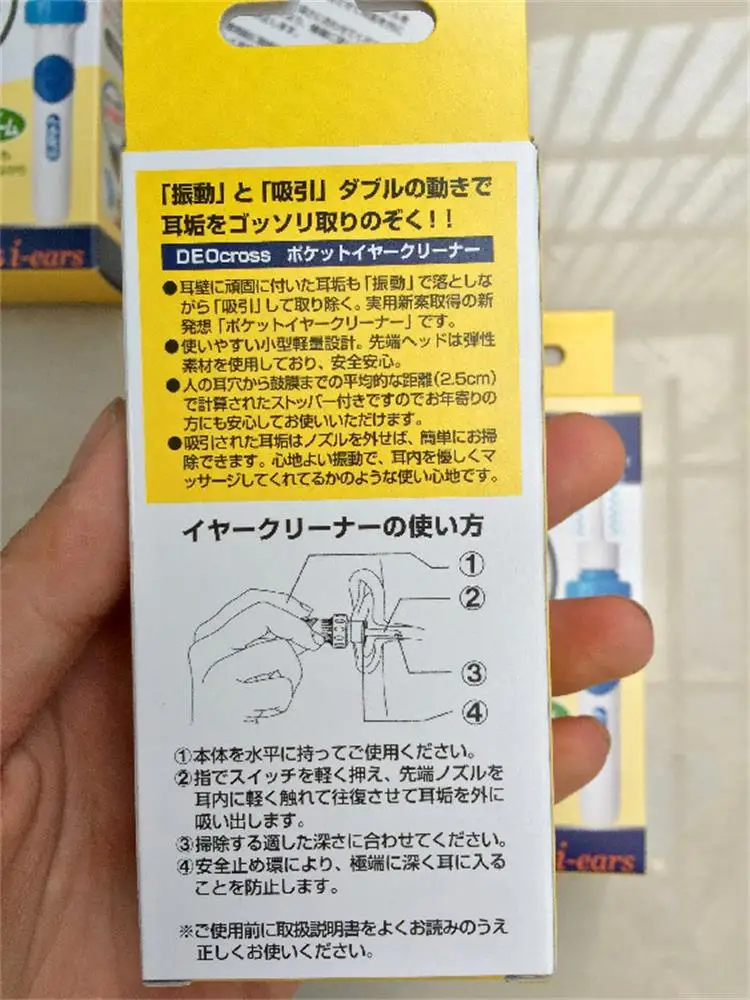 「振動」と「吸引」ダブルの動きで
耳垢をゴッソリ取りのぞく!!
DEOcross ポケットイヤークリーナー
●耳壁に頑固に付いた耳垢も「振動」で落としな
がら「吸引」して取り除く。実用新案取得の新
発想「ポケットイヤークリーナー」です。
●使いやすい小型軽量設計。先端ヘッドは弾性
素材を使用しており、安全安心。
●人の耳穴から鼓膜までの平均的な距離(2.5cm)
で計算されたストッパー付きですのでお年寄りの
方にも安心してお使いいただけます。
●吸引された耳垢はノズルを外せば、簡単にお掃
除できます。心地よい振動で、耳内を優しくマ
ッサージしてくれてるかのような使い心地です。
イヤークリーナーの使い方
①
②
③
④
①本体を水平に持ってご使用ください。
②指でスイッチを軽く押え、先端ノズルを
耳内に軽く触れて往復させて耳垢を外に
吸い出します。
③掃除する適した深さに合わせてください。
④安全止め環により、極端に深く耳に入る
ことを防止します。
※ご使用前に取扱説明書をよくお読みのうえ
正しくお使いください。
i-ears
i-ears